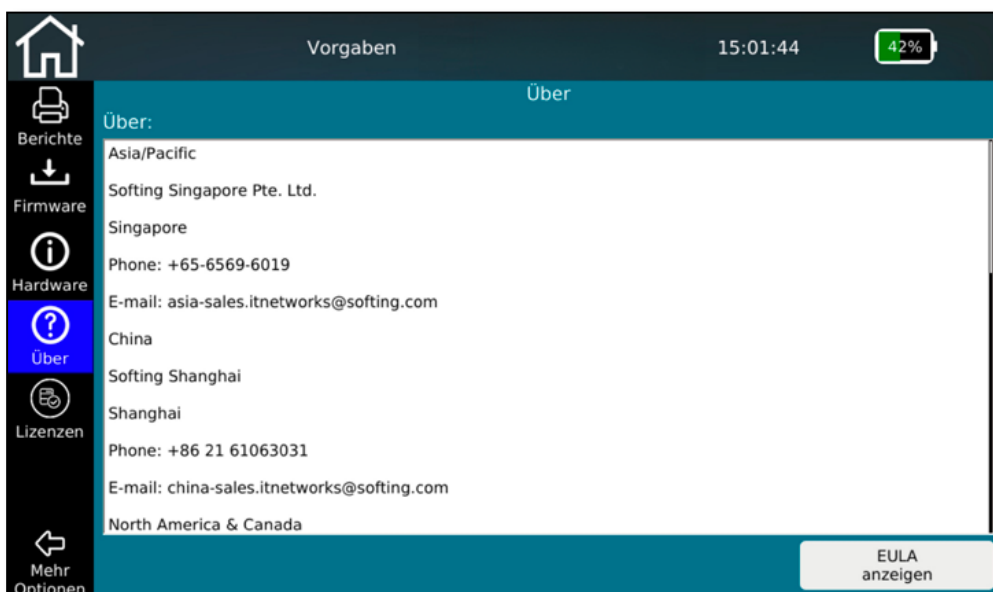 Vorgaben
15:01:44
42%
Berichte
Firmware
Hardware
Über
Lizenzen
Mehr
Optionen
Über
Über:
Asia/Pacific
Softing Singapore Pte. Ltd.
Singapore
Phone: +65-6569-6019
E-mail: asia-sales.itnetworks@softing.com
China
Softing Shanghai
Shanghai
Phone: +86 21 61063031
E-mail: china-sales.itnetworks@softing.com
North America & Canada
EULA
anzeigen